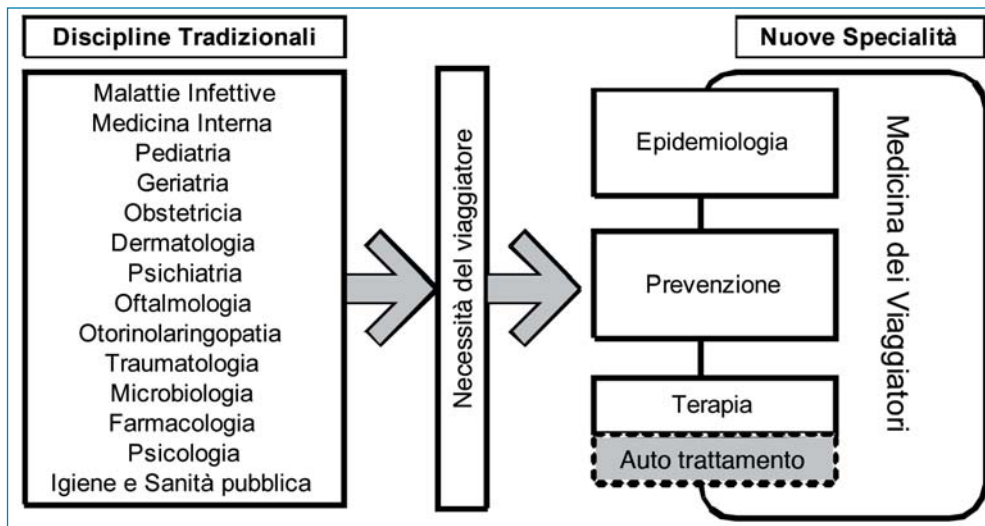 Discipline Tradizionali
Malattie Infettive
Medicina Interna
Pediatria
Geriatria
Obstetricia
Dermatologia
Psichiatria
Oftalmologia
Otorinolaringopatia
Traumatologia
Microbiologia
Farmacologia
Psicologia
Igiene e Sanità pubblica
Necessità del viaggiatore
Nuove Specialità
Epidemiologia
Prevenzione
Terapia
Auto trattamento
Medicina dei Viaggiatori